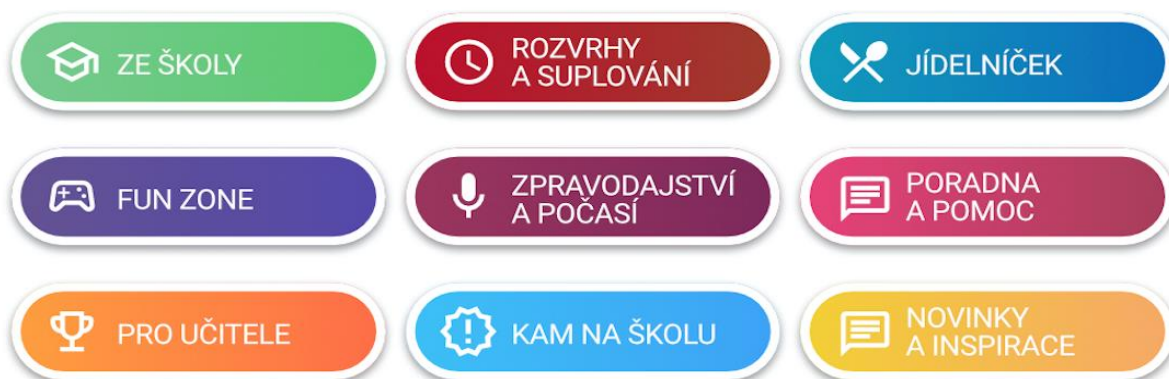 ZE ŠKOLY
ROZVRHY
A SUPLOVÁNÍ
JÍDELNÍČEK
FUN ZONE
ZPRAVODAJSTVÍ
A POČASÍ
PORADNA
A POMOC
PRO UČITELE
KAM NA ŠKOLU
NOVINKY
A INSPIRACE